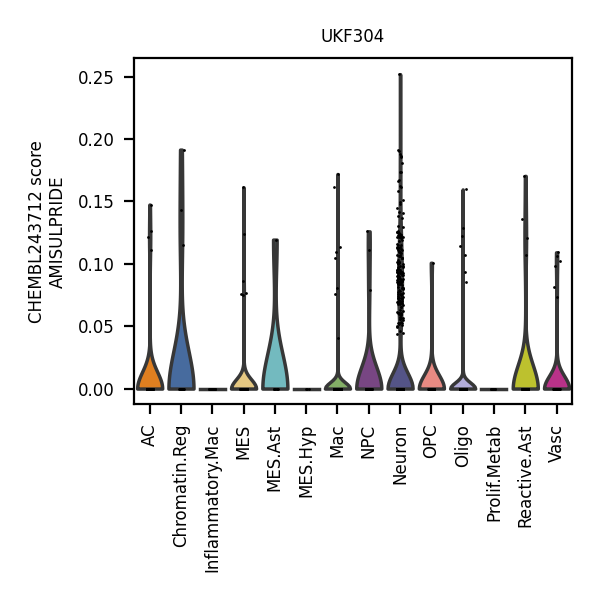 UKF304
CHEMBL243712 score
AMISULPRIDE
0.25
0.20
0.15
0.10
0.05
0.00
AC
Chromatin.Reg
Inflammatory.Mac
MES
MES.Ast
MES.Hyp
Mac
NPC
Neuron
OPC
Oligo
Prolif.Metab
Reactive.Ast
Vasc